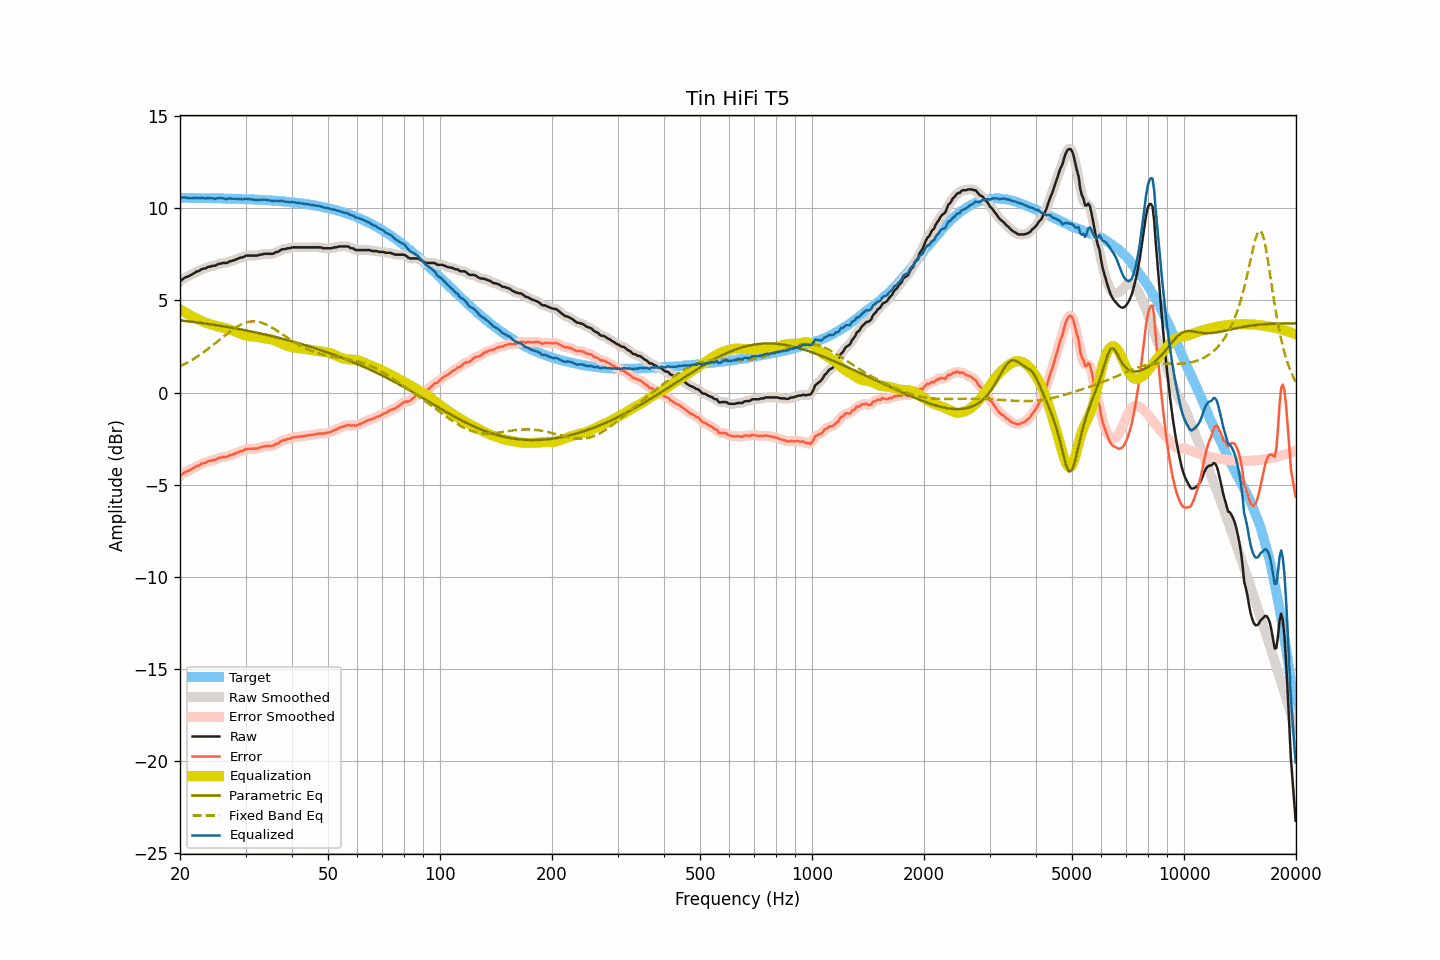 Tin HiFi T5
Amplitude (dBr)
15
10
5
0
−5
−10
−15
−20
−25
Target
Raw Smoothed
Error Smoothed
Raw
Error
Equalization
Parametric Eq
Fixed Band Eq
Equalized
20 50 100 200 500 1000 2000 5000 10000 20000
Frequency (Hz)